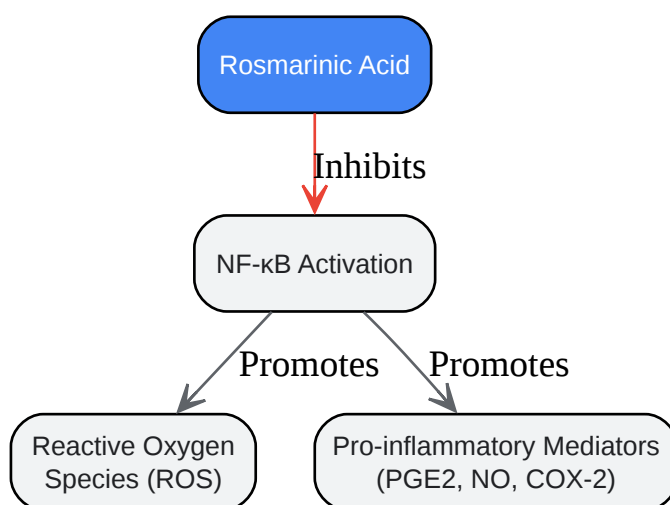 Rosmarinic Acid
Inhibits
NF-κB Activation
Promotes
Promotes
Reactive Oxygen
Species (ROS)
Pro-inflammatory Mediators
(PGE2, NO, COX-2)